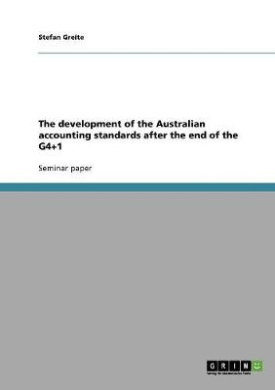 Stefan Greite
The development of the Australian
accounting standards after the end of the
G4+1
Seminar paper
GRIN